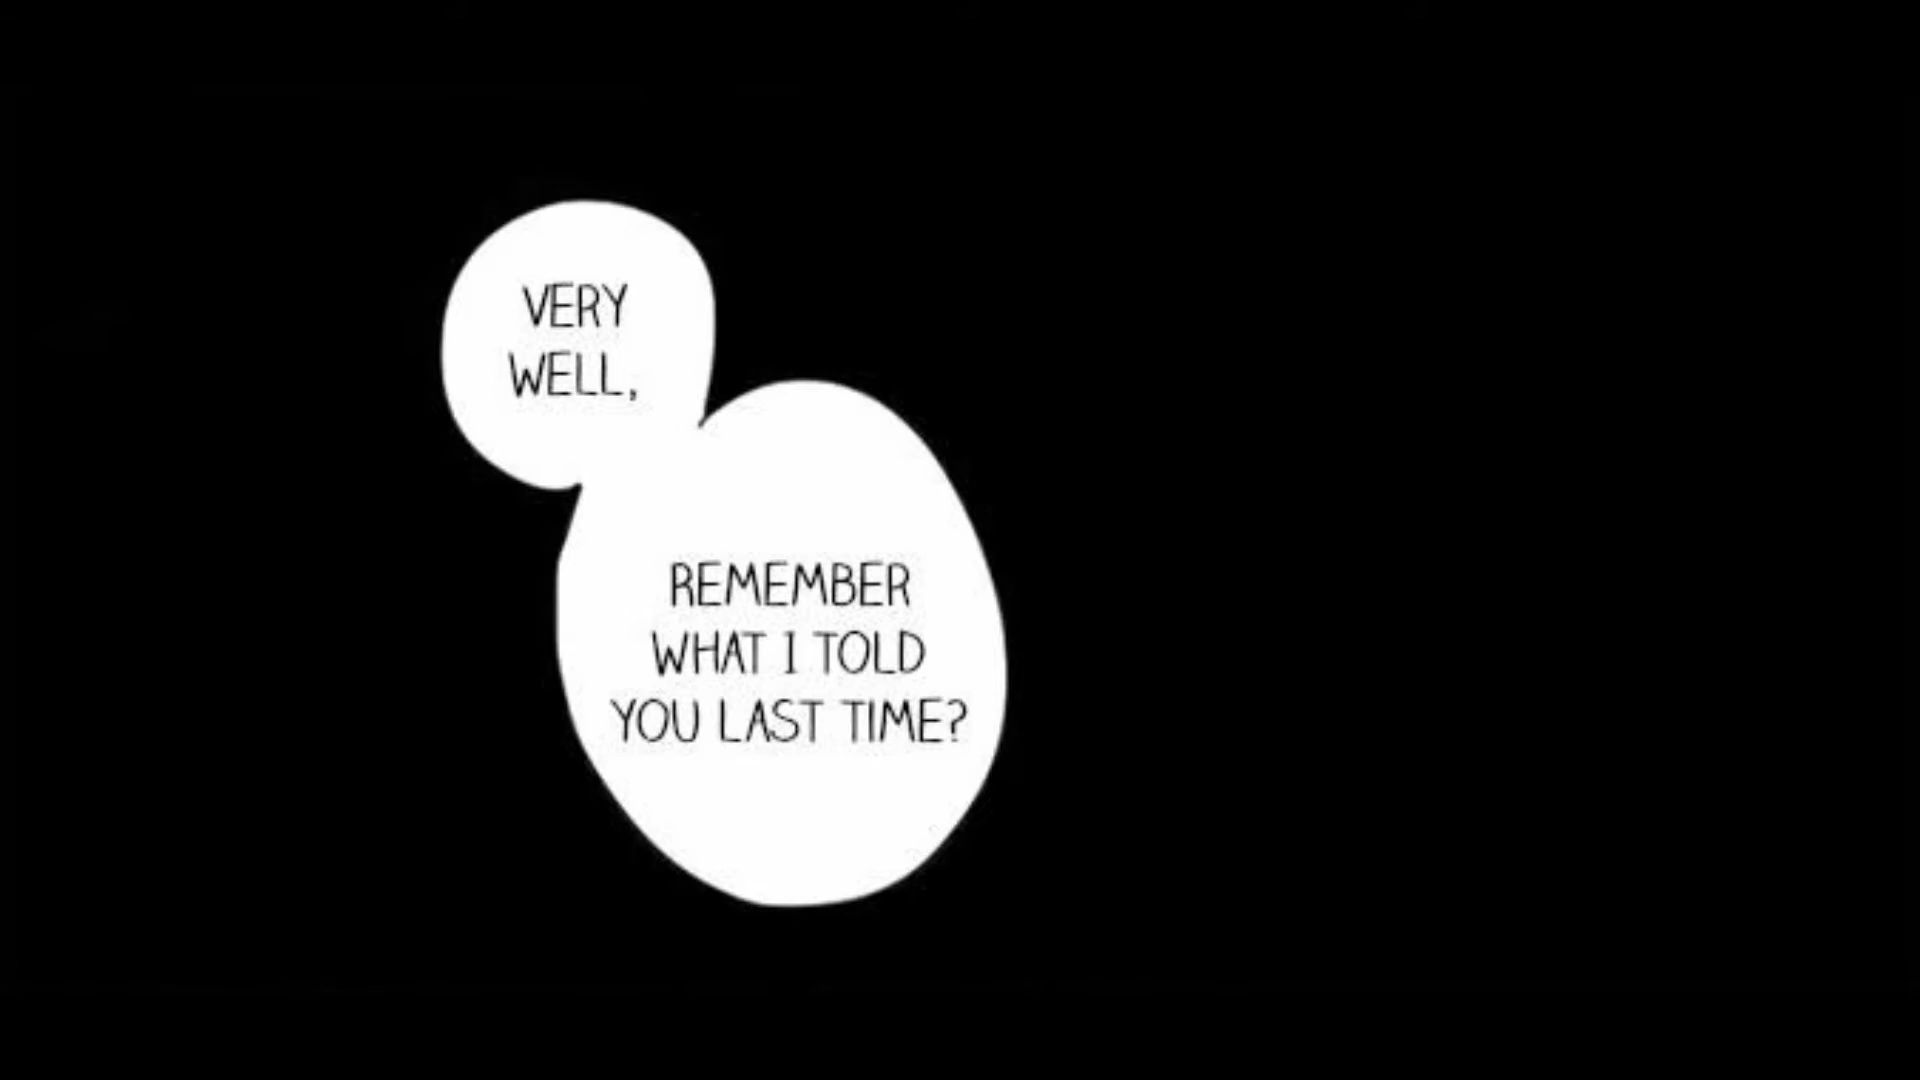 VERY
WELL,
REMEMBER
WHAT I TOLD
YOU LAST TIME?